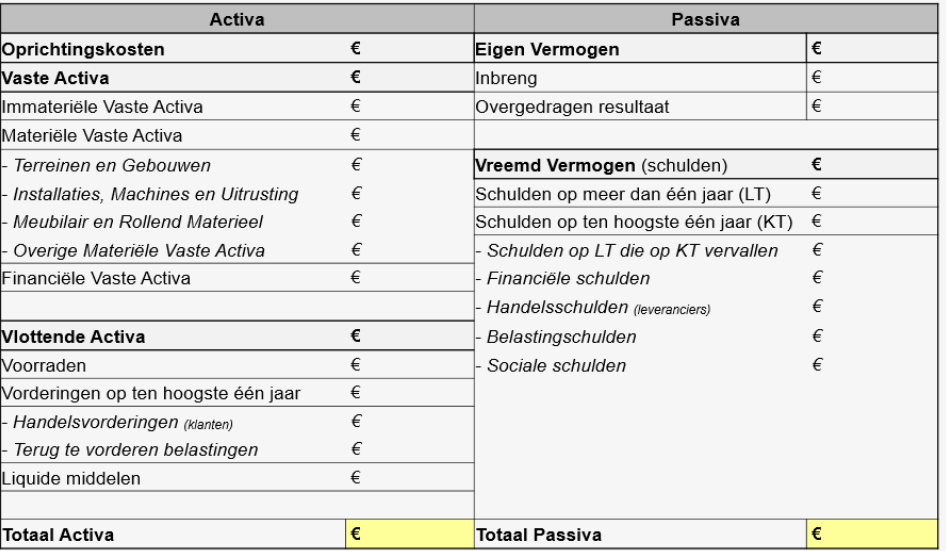 Activa Passiva
Oprichtingskosten € Eigen Vermogen €
Vaste Activa € Inbreng €
Immateriële Vaste Activa € Overgedragen resultaat €
Materiële Vaste Activa €
- Terreinen en Gebouwen € Vreemd Vermogen (schulden) €
- Installaties, Machines en Uitrusting € Schulden op meer dan één jaar (LT) €
- Meubilair en Rollend Materieel € Schulden op ten hoogste één jaar (KT) €
- Overige Materiële Vaste Activa € - Schulden op LT die op KT vervallen €
Financiële Vaste Activa € - Financiële schulden €
- Handelsschulden (leveranciers) €
Vlottende Activa € - Belastingschulden €
Voorraden € - Sociale schulden €
Vorderingen op ten hoogste één jaar €
- Handelsvorderingen (klanten) €
- Terug te vorderen belastingen €
Liquide middelen €
Totaal Activa € Totaal Passiva €